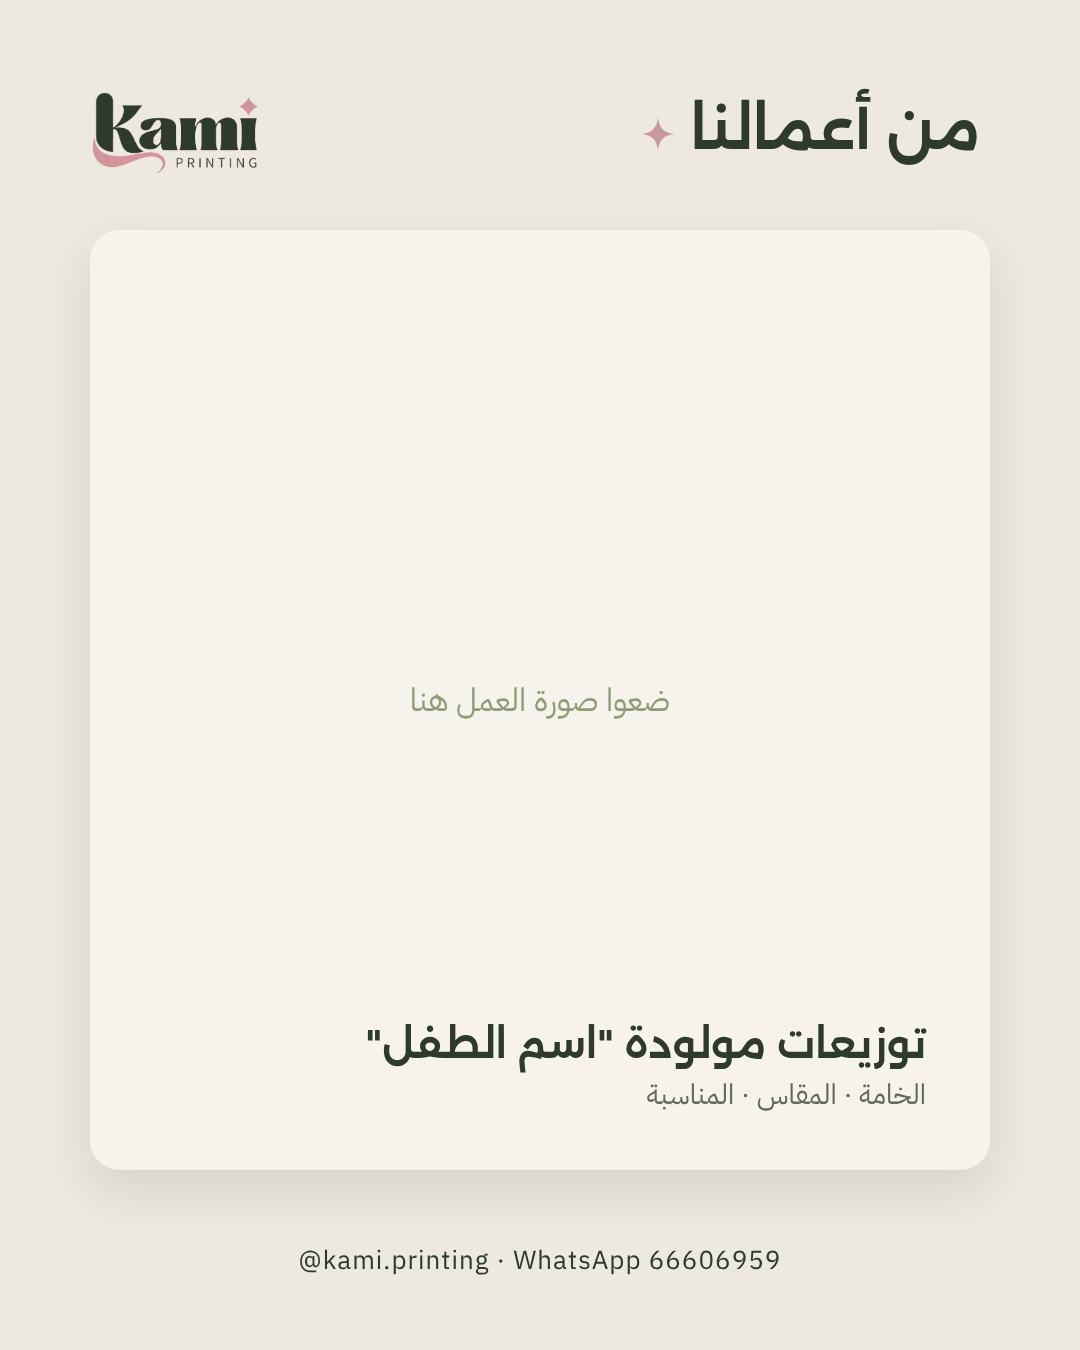 من أعمالنا
Kami
PRINTING
ضعوا صورة العمل هنا
توزيعات مولودة "اسم الطفل"
الخامة · المقاس · المناسبة
@kami.printing · WhatsApp 66606959